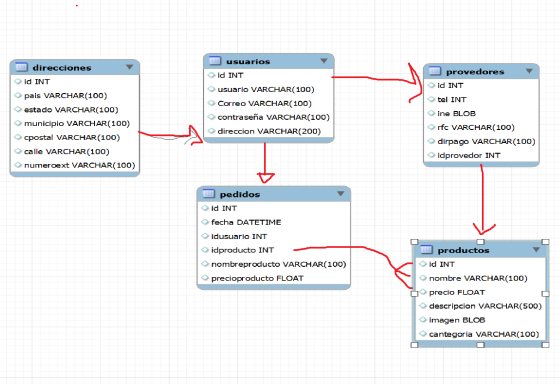 direcciones
id INT
pais VARCHAR(100)
estado VARCHAR(100)
municipio VARCHAR(100)
cpostal VARCHAR(100)
calle VARCHAR(100)
numeroext VARCHAR(100)
usuarios
id INT
usuario VARCHAR(100)
Correo VARCHAR(100)
contraseña VARCHAR(100)
direccion VARCHAR(200)
provedores
id INT
tel INT
ine BLOB
rfc VARCHAR(100)
dirpago VARCHAR(100)
idprovedor INT
pedidos
id INT
fecha DATETIME
idusuario INT
idproducto INT
nombreproducto VARCHAR(100)
precioproducto FLOAT
productos
id INT
nombre VARCHAR(100)
precio FLOAT
descripcion VARCHAR(500)
imagen BLOB
cantegoria VARCHAR(100)